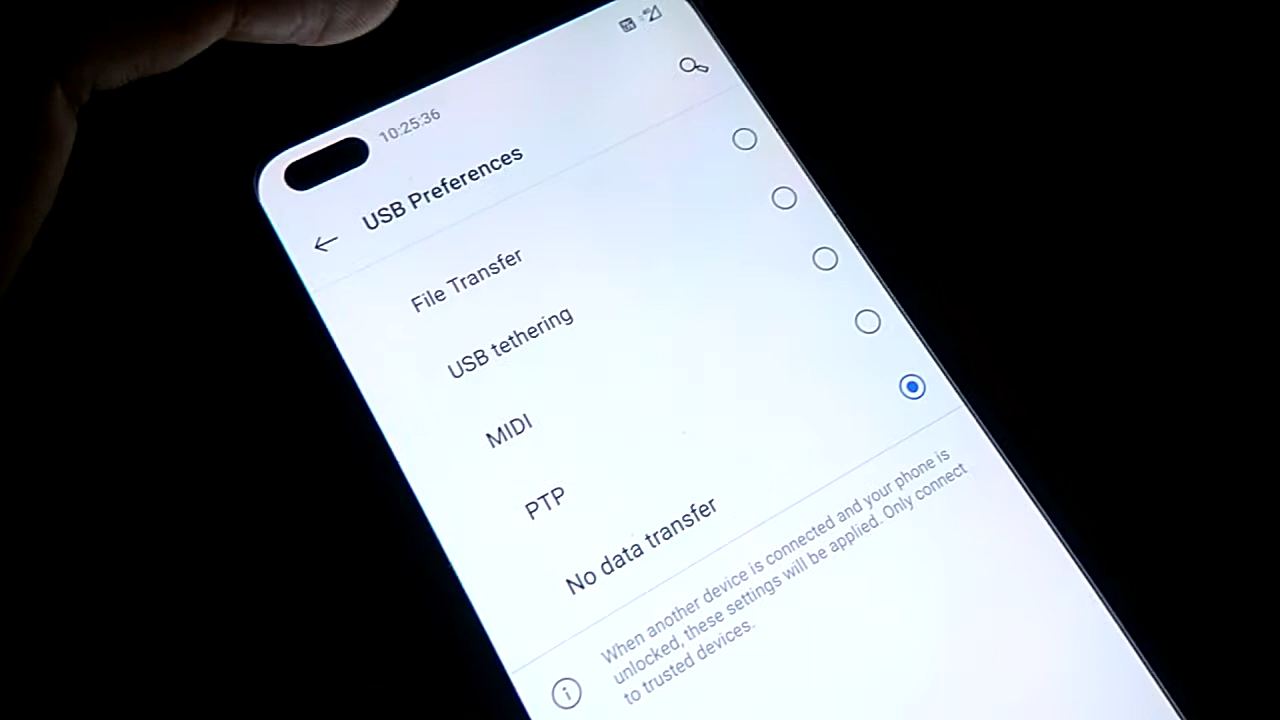 10:25:36
USB Preferences
File Transfer
USB tethering
MIDI
PTP
No data transfer
When another device is connected and your phone is
unlocked, these settings will be applied. Only connect
to trusted devices.